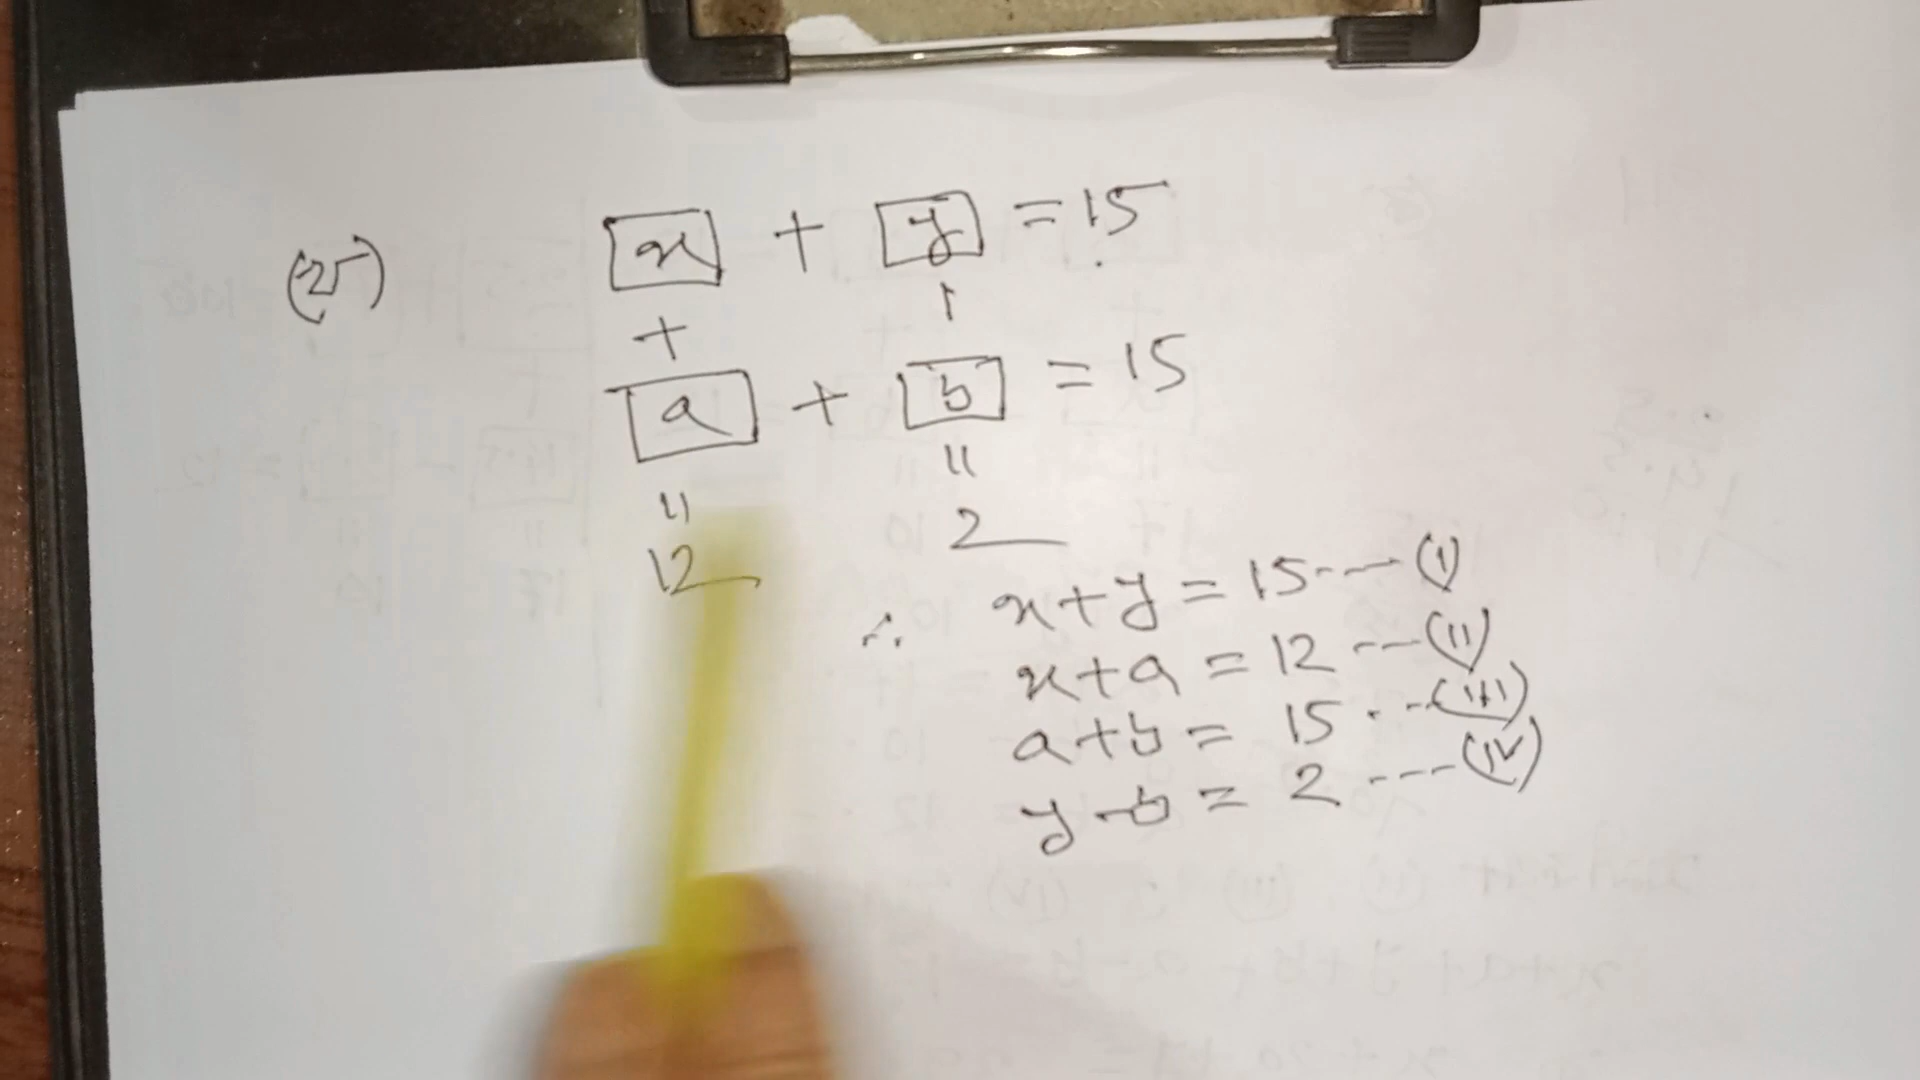 (25)
x + y = 15
+ -
a + b = 15
॥ ॥
12 2
∴ x+y = 15 --- (i)
x+a = 12 --- (ii)
a+b = 15 --- (iii)
y-b = 2 --- (iv)